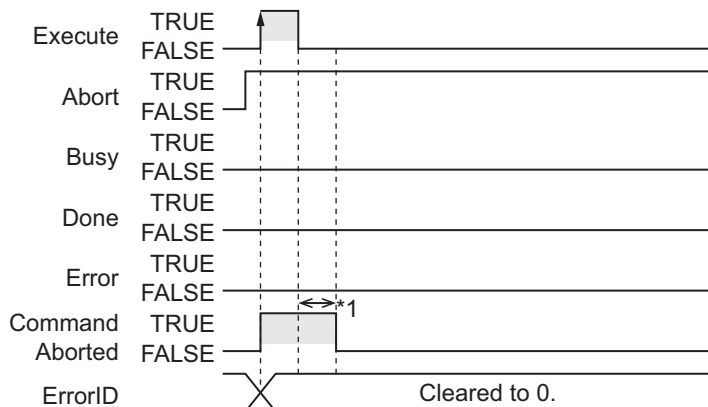 Execute TRUE
FALSE
Abort TRUE
FALSE
Busy TRUE
FALSE
Done TRUE
FALSE
Error TRUE
FALSE
*1
Command TRUE
Aborted FALSE
ErrorID Cleared to 0.